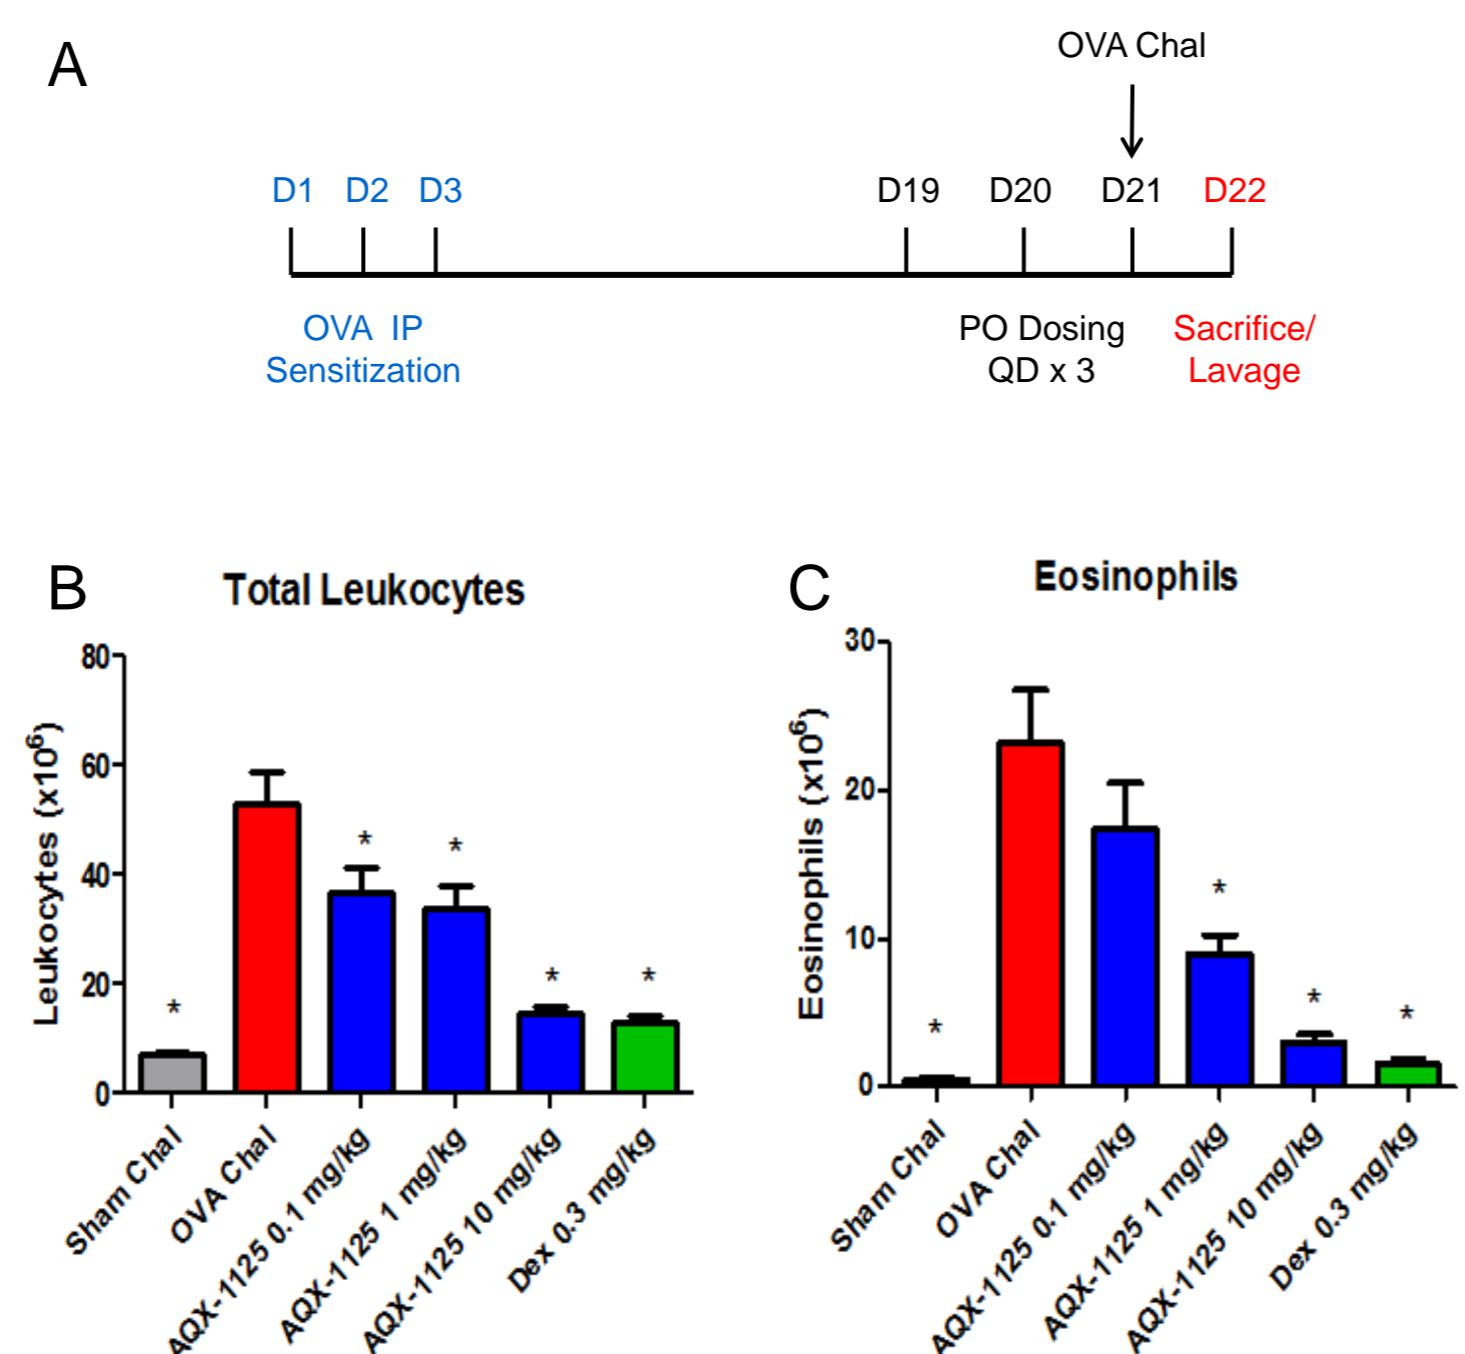 A
OVA Chal
D1 D2 D3 D19 D20 D21 D22
OVA IP
Sensitization
PO Dosing
QD x 3
Sacrifice/
Lavage
B
Total Leukocytes
Leukocytes (x10⁶)
80
60
40
20
0
*
*
*
*
*
Sham Chal
OVA Chal
AQX-1125 0.1 mg/kg
AQX-1125 1 mg/kg
AQX-1125 10 mg/kg
Dex 0.3 mg/kg
C
Eosinophils
Eosinophils (x10⁶)
30
20
10
0
*
*
*
*
Sham Chal
OVA Chal
AQX-1125 0.1 mg/kg
AQX-1125 1 mg/kg
AQX-1125 10 mg/kg
Dex 0.3 mg/kg